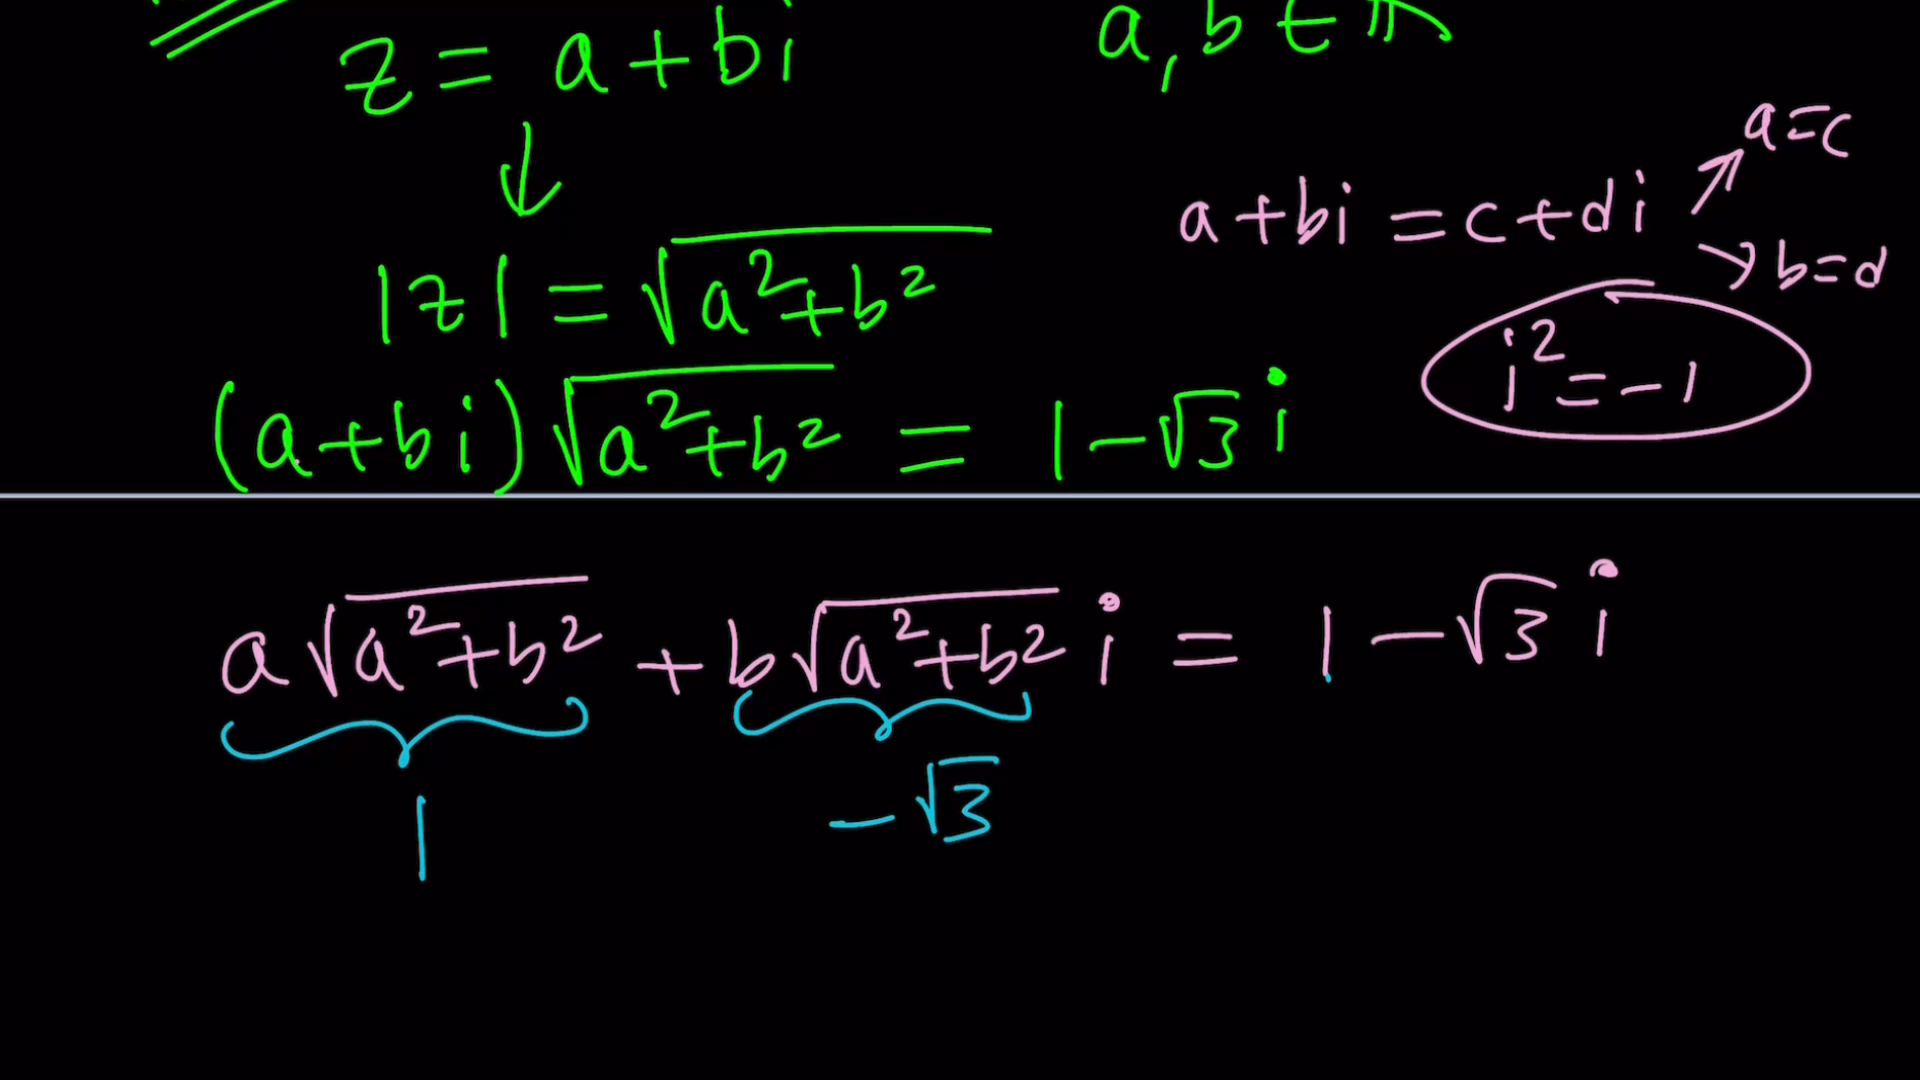 z = a + bi
a, b ∈
a=c
a + bi = c + di
b=d
|z| = √(a²+b²)
i² = -1
(a+bi)√(a²+b²) = 1 - √3 i
a√(a²+b²) + b√(a²+b²) i = 1 - √3 i
1
-√3